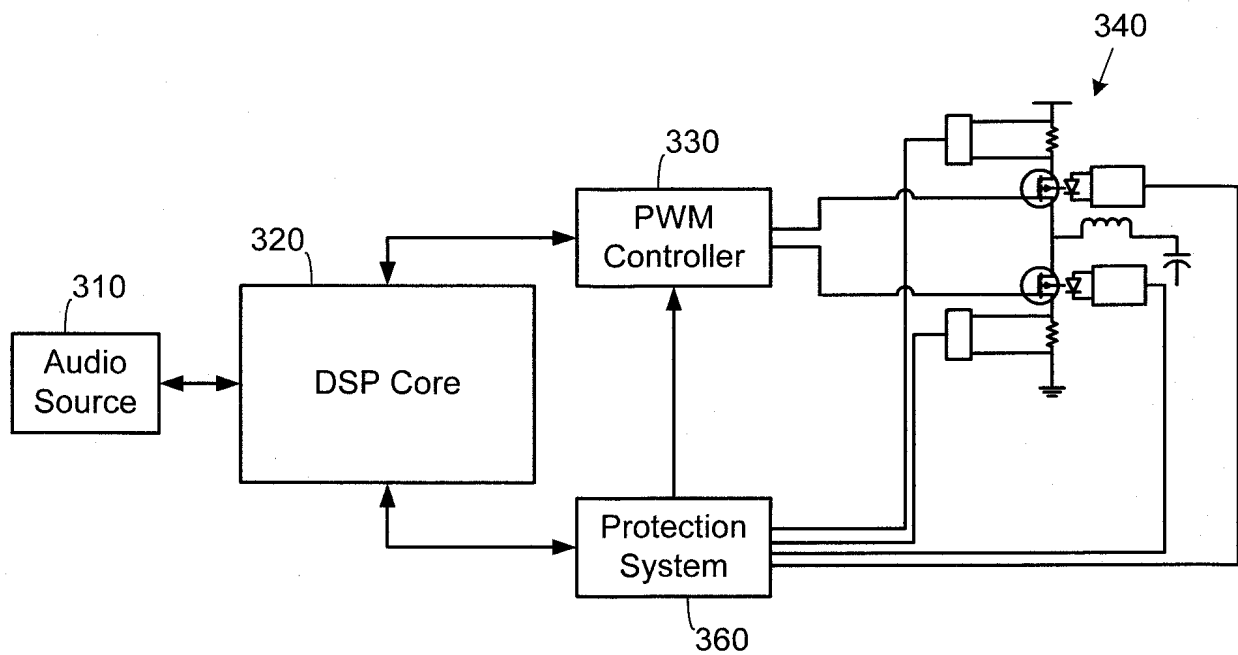 340
330
PWM
Controller
320
310
Audio
Source
DSP Core
Protection
System
360